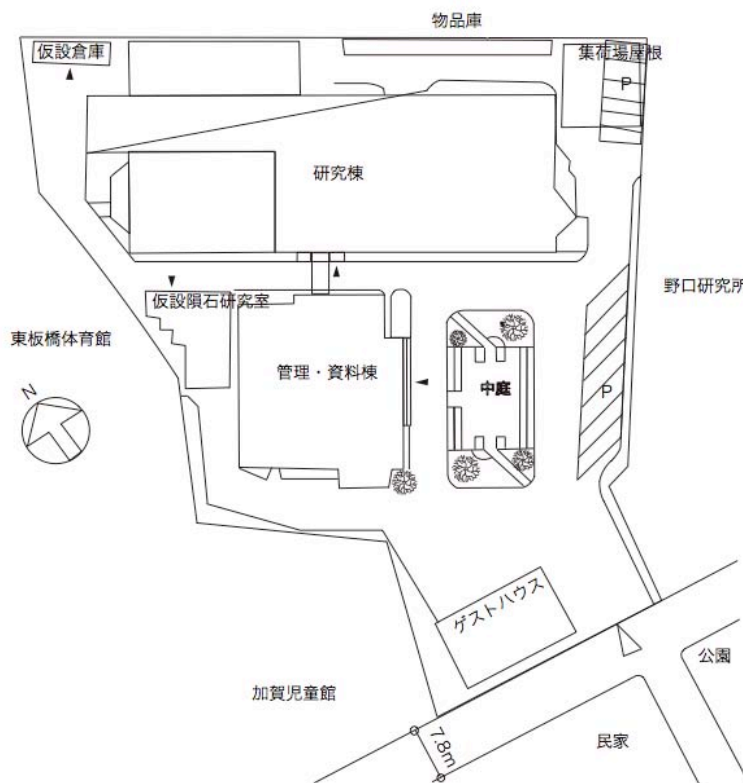 物品庫
仮設倉庫
集荷場屋根
P
研究棟
野口研究所
仮設隕石研究室
東板橋体育館
管理・資料棟
中庭
P
N
ゲストハウス
公園
加賀児童館
7.8m
民家